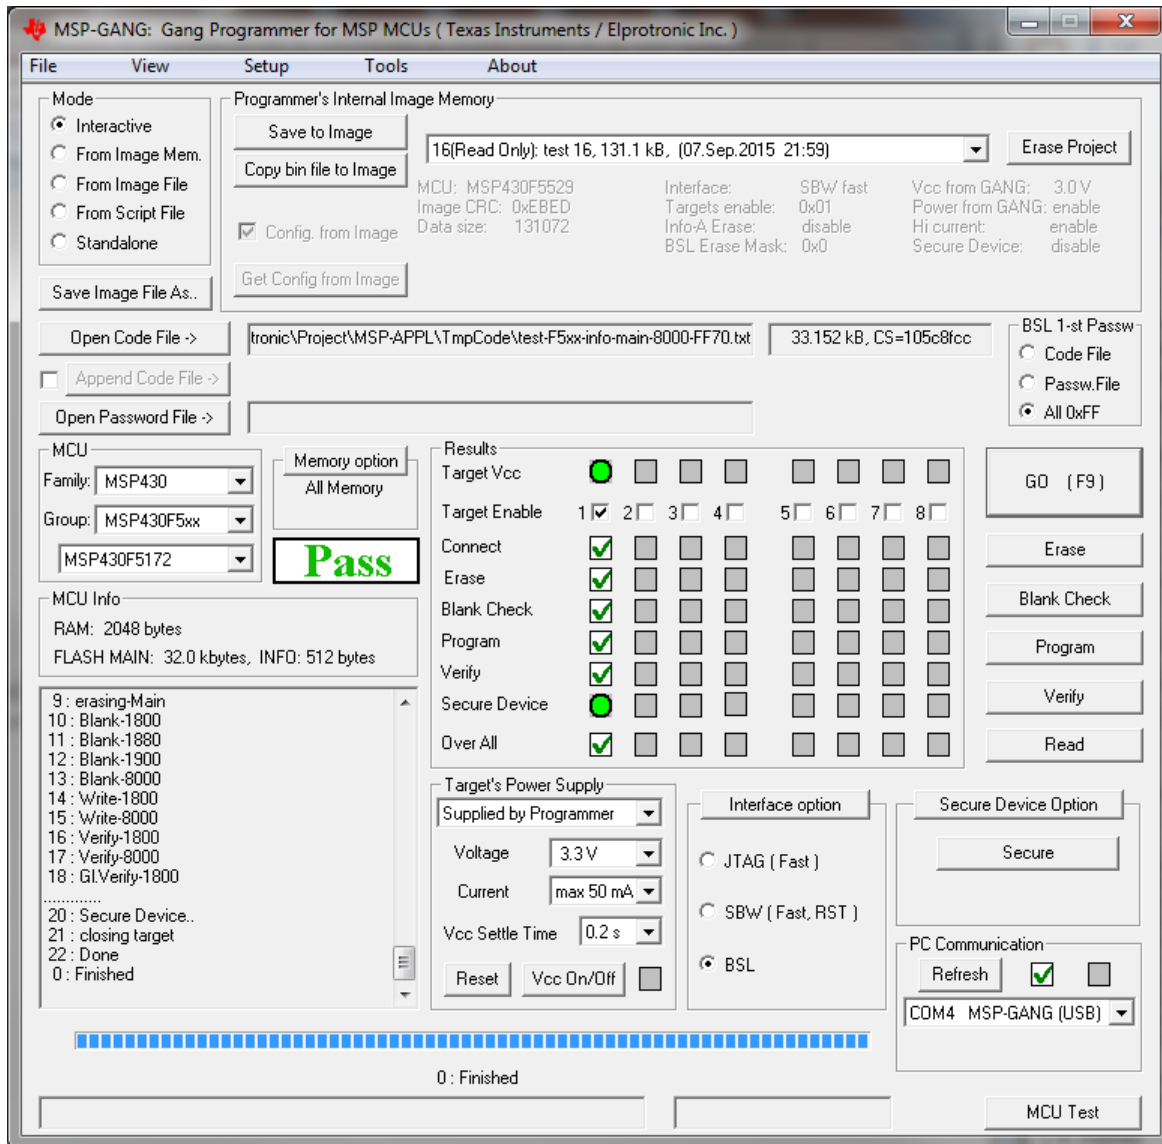 MSP-GANG: Gang Programmer for MSP MCUs ( Texas Instruments / Elprotronic Inc. )
File View Setup Tools About
Mode
Interactive
From Image Mem.
From Image File
From Script File
Standalone
Save Image File As..
Programmer's Internal Image Memory
Save to Image
Copy bin file to Image
Config. from Image
Get Config from Image
16(Read Only): test 16, 131.1 kB, (07.Sep.2015 21:59)
Erase Project
MCU: MSP430F5529
Image CRC: 0xEBED
Data size: 131072
Interface: SBW fast
Targets enable: 0x01
Info-A Erase: disable
BSL Erase Mask: 0x0
Vcc from GANG: 3.0 V
Power from GANG: enable
Hi current: enable
Secure Device: disable
Open Code File ->
tronic\Project\MSP-APPL\TmpCode\test-F5xx-info-main-8000-FF70.txt
33.152 kB, CS=105c8fcc
Append Code File ->
Open Password File ->
BSL 1-st Passw
Code File
Passw.File
All 0xFF
MCU
Family: MSP430
Group: MSP430F5xx
MSP430F5172
Memory option
All Memory
Pass
MCU Info
RAM: 2048 bytes
FLASH MAIN: 32.0 kbytes, INFO: 512 bytes
9 : erasing-Main
10 : Blank-1800
11 : Blank-1880
12 : Blank-1900
13 : Blank-8000
14 : Write-1800
15 : Write-8000
16 : Verify-1800
17 : Verify-8000
18 : Gl.Verify-1800
.............
20 : Secure Device..
21 : closing target
22 : Done
0 : Finished
Results
Target Vcc
Target Enable 1 2 3 4 5 6 7 8
Connect
Erase
Blank Check
Program
Verify
Secure Device
Over All
GO (F9)
Erase
Blank Check
Program
Verify
Read
Target's Power Supply
Supplied by Programmer
Voltage 3.3 V
Current max 50 mA
Vcc Settle Time 0.2 s
Reset Vcc On/Off
Interface option
JTAG ( Fast )
SBW ( Fast, RST )
BSL
Secure Device Option
Secure
PC Communication
Refresh
COM4 MSP-GANG (USB)
0 : Finished
MCU Test